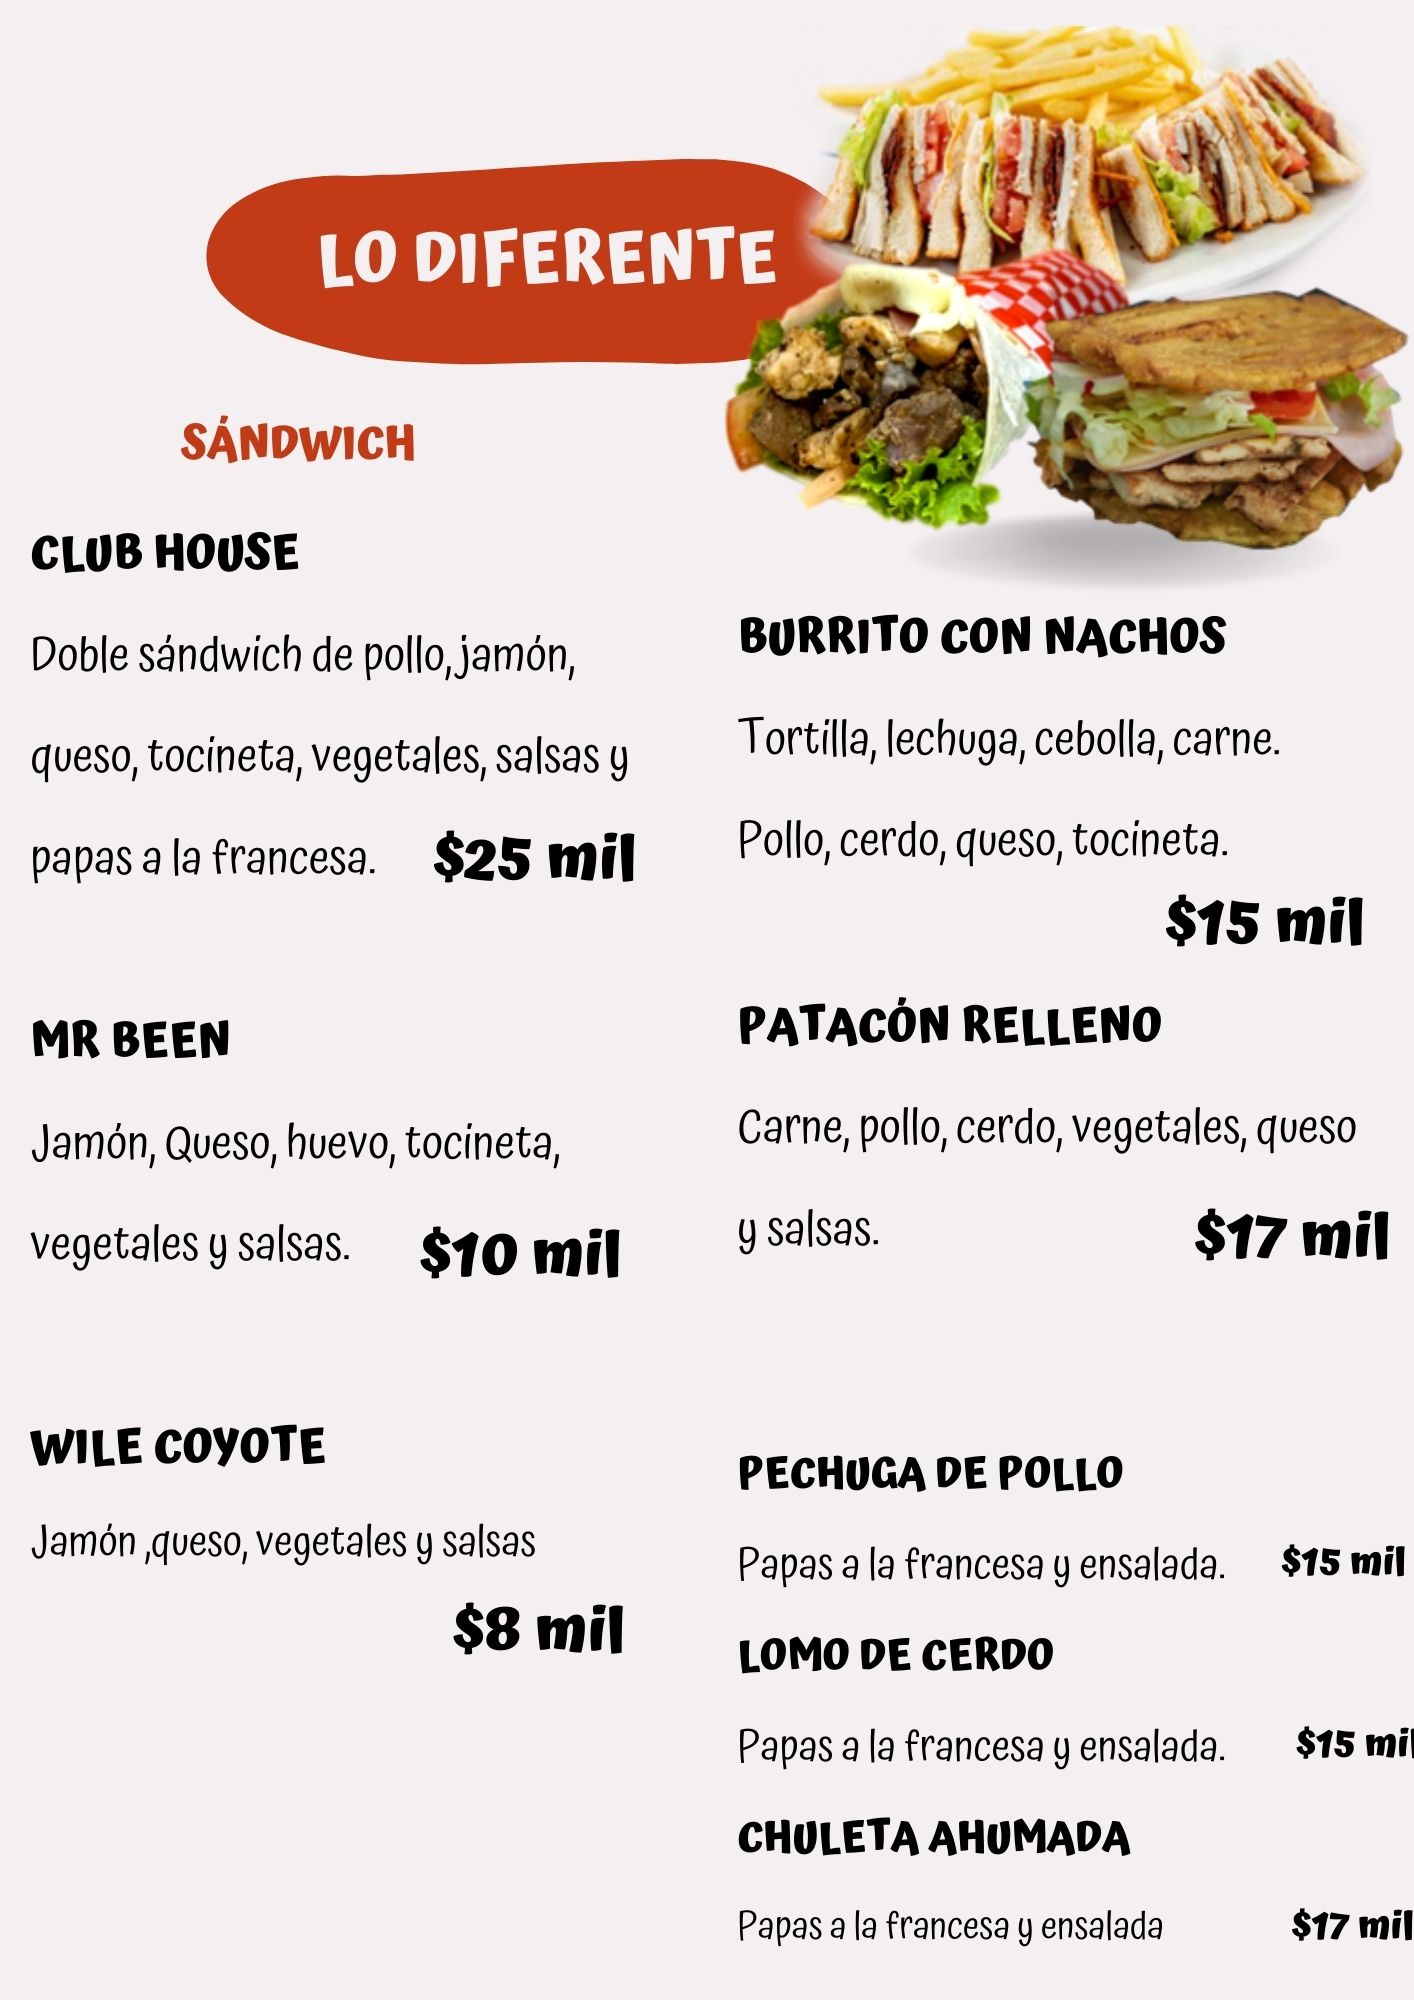 LO DIFERENTE
SÁNDWICH
CLUB HOUSE
Doble sándwich de pollo,jamón,
queso, tocineta, vegetales, salsas y
papas a la francesa. $25 mil
MR BEEN
Jamón, Queso, huevo, tocineta,
vegetales y salsas. $10 mil
WILE COYOTE
Jamón ,queso, vegetales y salsas
$8 mil
BURRITO CON NACHOS
Tortilla, lechuga, cebolla, carne.
Pollo, cerdo, queso, tocineta.
$15 mil
PATACÓN RELLENO
Carne, pollo, cerdo, vegetales, queso
y salsas. $17 mil
PECHUGA DE POLLO
Papas a la francesa y ensalada. $15 mil
LOMO DE CERDO
Papas a la francesa y ensalada. $15 mil
CHULETA AHUMADA
Papas a la francesa y ensalada $17 mil